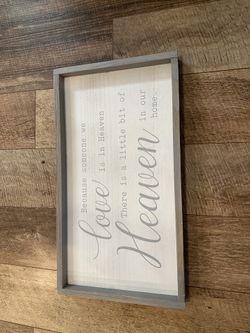 Because someone we
love is in Heaven
There is a little bit of
Heaven in our
home.